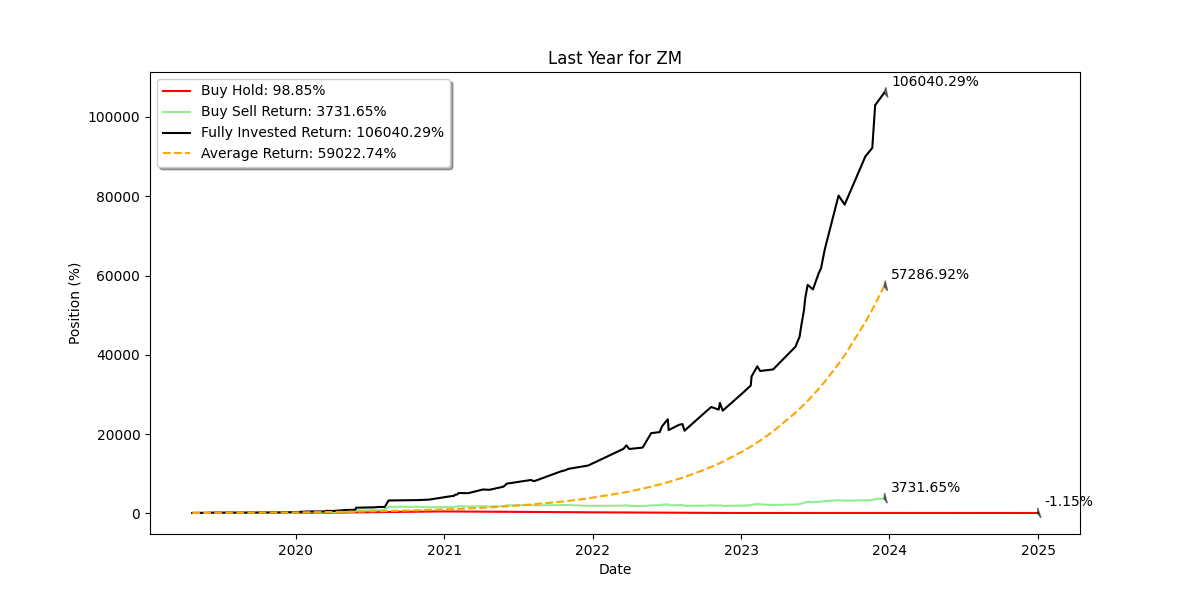 Last Year for ZM
106040.29%
Buy Hold: 98.85%
Buy Sell Return: 3731.65%
Fully Invested Return: 106040.29%
Average Return: 59022.74%
100000
80000
60000
40000
20000
0
Position (%)
57286.92%
3731.65%
-1.15%
2020
2021
2022
2023
2024
2025
Date